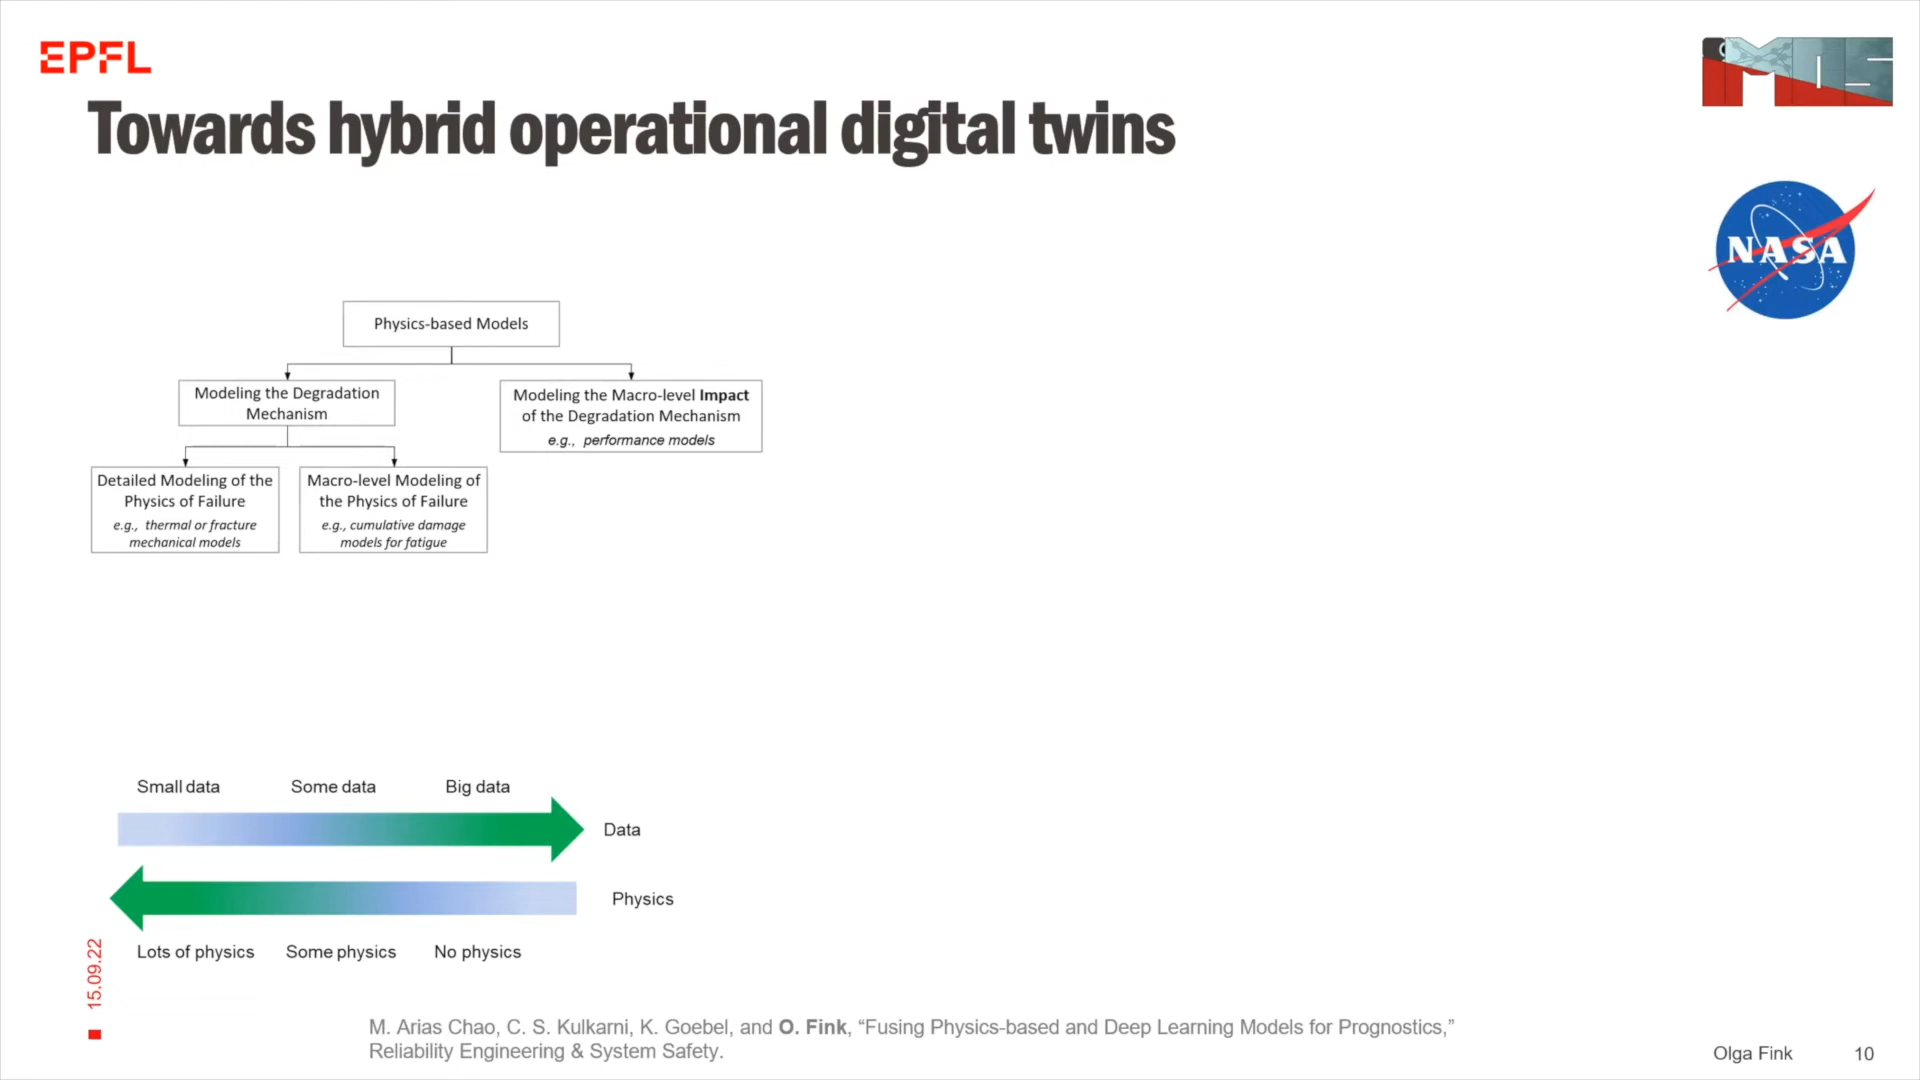 EPFL
Towards hybrid operational digital twins
NASA
Physics-based Models
Modeling the Degradation
Mechanism
Modeling the Macro-level Impact
of the Degradation Mechanism
e.g., performance models
Detailed Modeling of the
Physics of Failure
e.g., thermal or fracture
mechanical models
Macro-level Modeling of
the Physics of Failure
e.g., cumulative damage
models for fatigue
Small data Some data Big data
Data
Physics
Lots of physics Some physics No physics
15.09.22
M. Arias Chao, C. S. Kulkarni, K. Goebel, and O. Fink, “Fusing Physics-based and Deep Learning Models for Prognostics,”
Reliability Engineering & System Safety.
Olga Fink 10